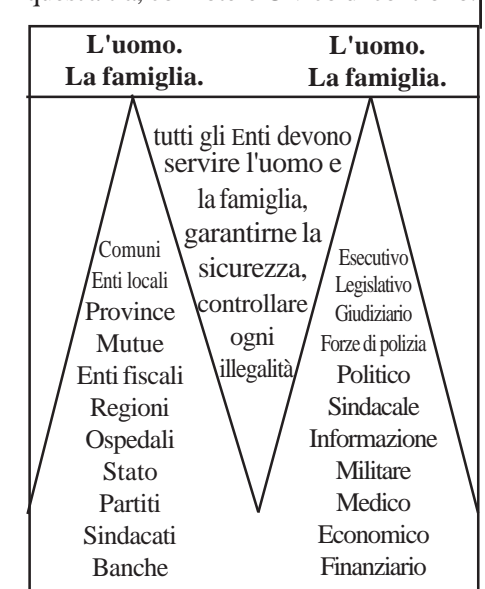 L'uomo.
La famiglia.
L'uomo.
La famiglia.
tutti gli Enti devono
servire l'uomo e
la famiglia,
garantirne la
sicurezza,
controllare
ogni
illegalità
Comuni
Enti locali
Province
Mutue
Enti fiscali
Regioni
Ospedali
Stato
Partiti
Sindacati
Banche
Esecutivo
Legislativo
Giudiziario
Forze di polizia
Politico
Sindacale
Informazione
Militare
Medico
Economico
Finanziario